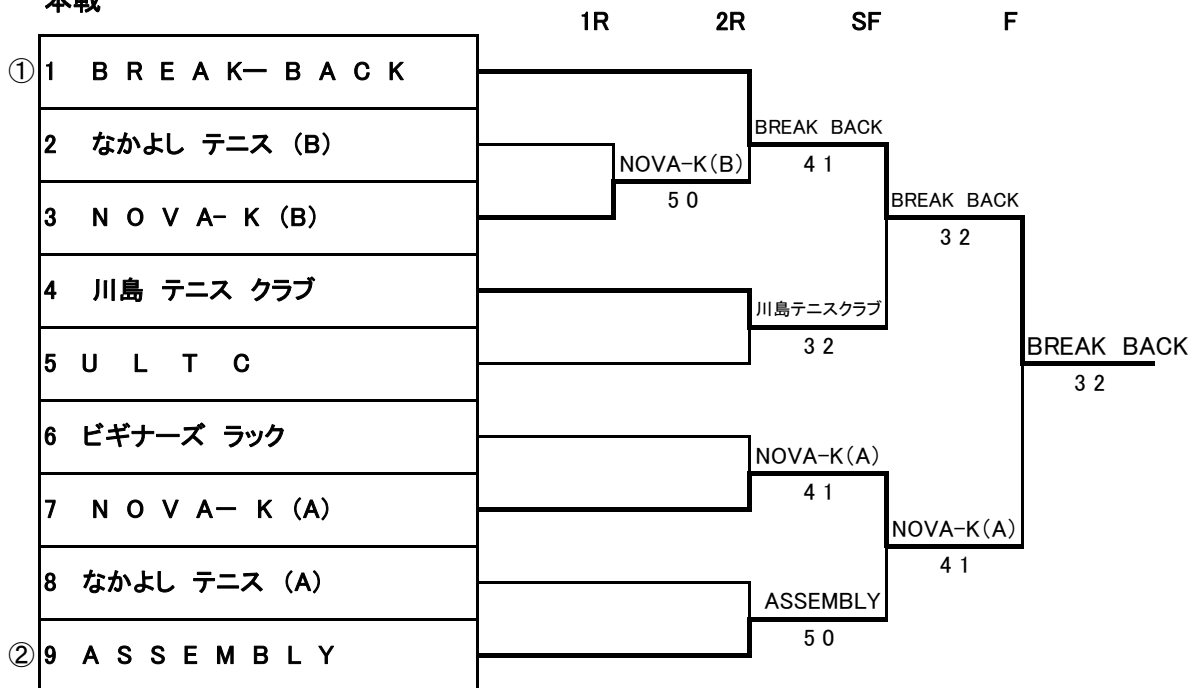 本戦
1R 2R SF F
① 1 BREAK－BACK
2 なかよし テニス (B)
3 NOVA-K(B)
4 川島 テニス クラブ
5 ULTC
6 ビギナーズ ラック
7 NOVA－K(A)
8 なかよし テニス (A)
② 9 ASSEMBLY
NOVA-K(B)
5 0
BREAK BACK
4 1
川島テニスクラブ
3 2
NOVA-K(A)
4 1
ASSEMBLY
5 0
BREAK BACK
3 2
NOVA-K(A)
4 1
BREAK BACK
3 2